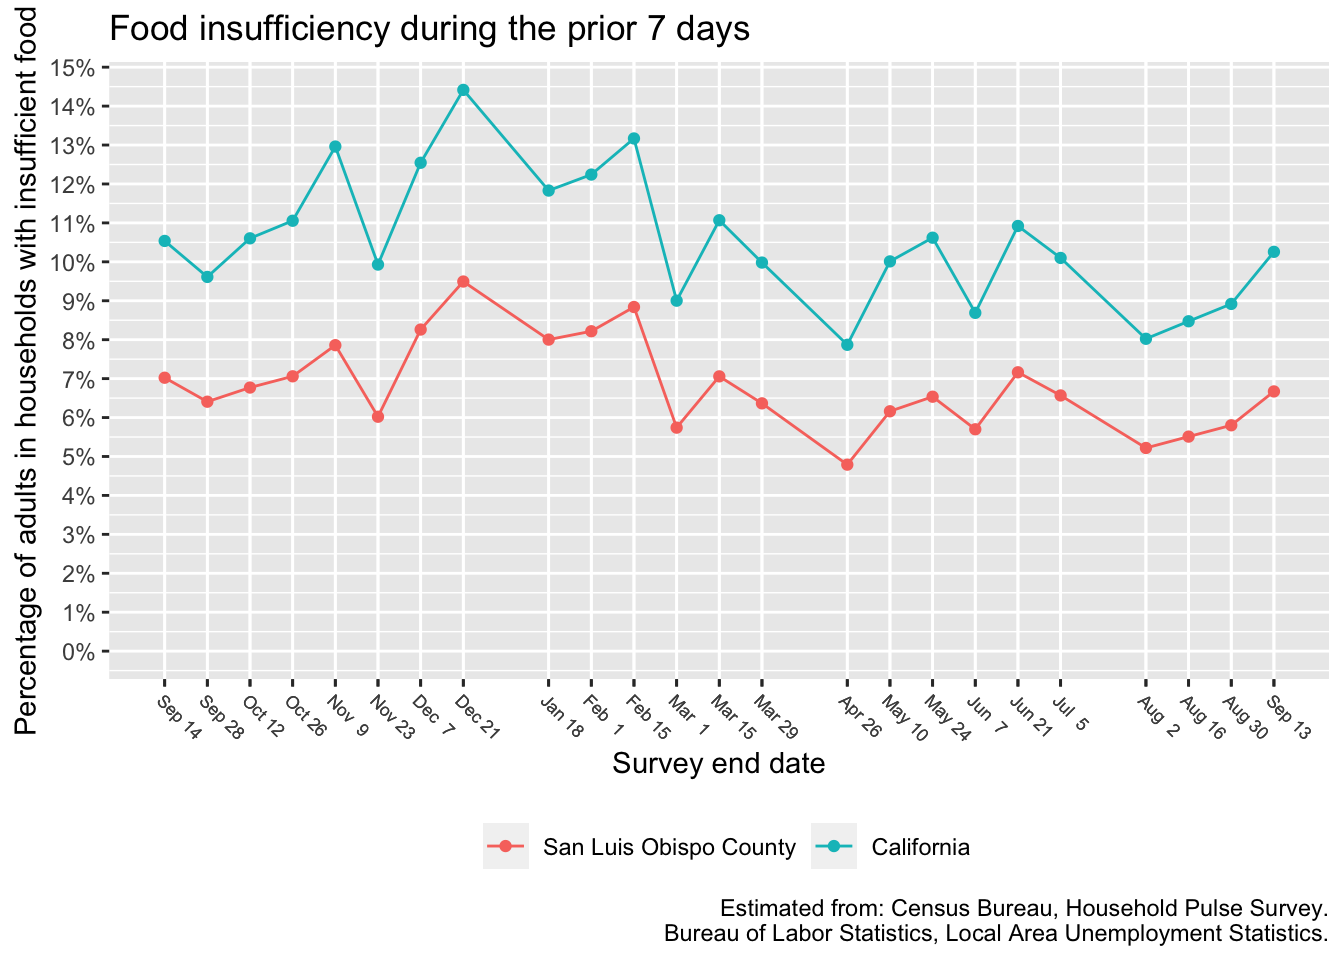 Food insufficiency during the prior 7 days
Percentage of adults in households with insufficient food
15%
14%
13%
12%
11%
10%
9%
8%
7%
6%
5%
4%
3%
2%
1%
0%
Sep 14
Sep 28
Oct 12
Oct 26
Nov 9
Nov 23
Dec 7
Dec 21
Jan 18
Feb 1
Feb 15
Mar 1
Mar 15
Mar 29
Apr 26
May 10
May 24
Jun 7
Jun 21
Jul 5
Aug 2
Aug 16
Aug 30
Sep 13
Survey end date
San Luis Obispo County
California
Estimated from: Census Bureau, Household Pulse Survey.
Bureau of Labor Statistics, Local Area Unemployment Statistics.